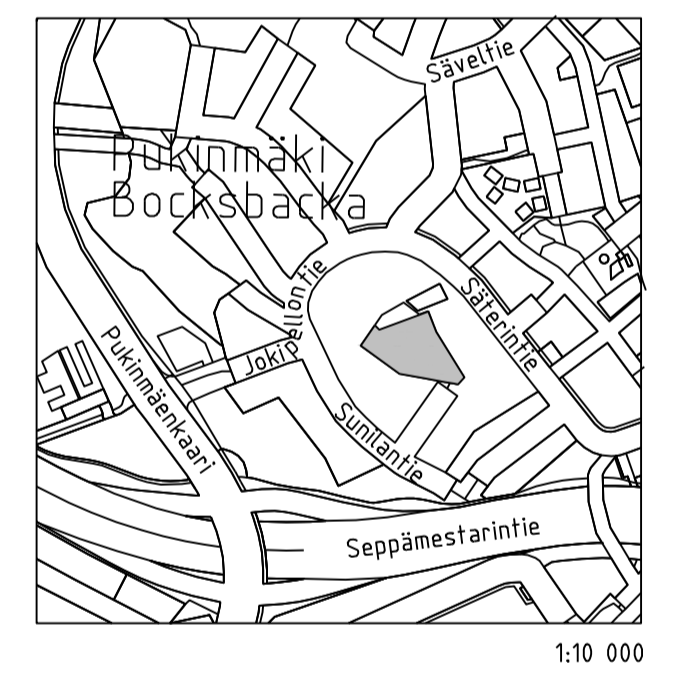 Säveltie
Pukinmäki
Bocksbacka
Jokipellontie
Säterintie
Pukinmäenkaari
Sunilantie
Seppämestarintie
1:10 000